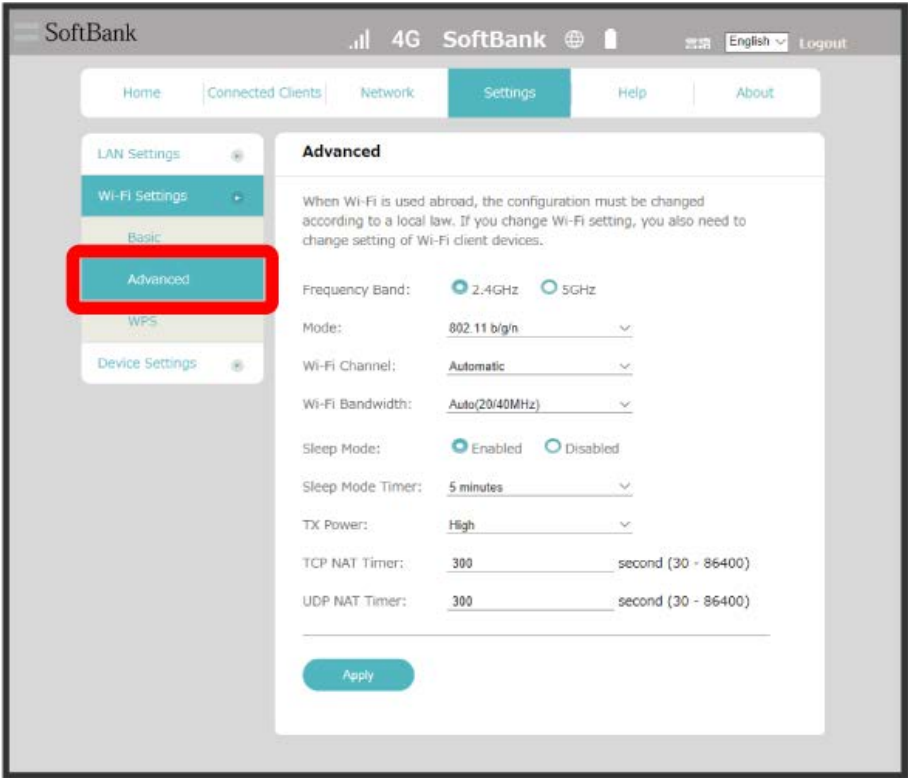 SoftBank
4G SoftBank
English Logout
Home Connected Clients Network Settings Help About
LAN Settings
Wi-Fi Settings
Basic
Advanced
WPS
Device Settings
Advanced
When Wi-Fi is used abroad, the configuration must be changed
according to a local law. If you change Wi-Fi setting, you also need to
change setting of Wi-Fi client devices.
Frequency Band: 2.4GHz 5GHz
Mode: 802.11 b/g/n
Wi-Fi Channel: Automatic
Wi-Fi Bandwidth: Auto(20/40MHz)
Sleep Mode: Enabled Disabled
Sleep Mode Timer: 5 minutes
TX Power: High
TCP NAT Timer: 300 second (30 - 86400)
UDP NAT Timer: 300 second (30 - 86400)
Apply